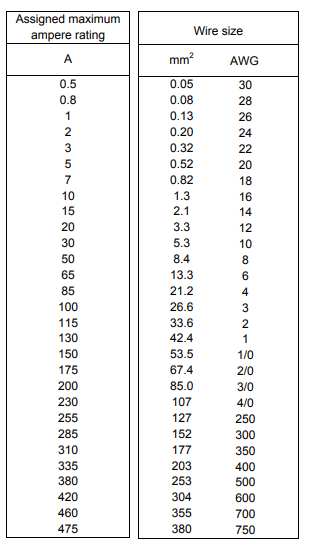 Assigned maximum
ampere rating
Wire size
A mm² AWG
0.5 0.05 30
0.8 0.08 28
1 0.13 26
2 0.20 24
3 0.32 22
5 0.52 20
7 0.82 18
10 1.3 16
15 2.1 14
20 3.3 12
30 5.3 10
50 8.4 8
65 13.3 6
85 21.2 4
100 26.6 3
115 33.6 2
130 42.4 1
150 53.5 1/0
175 67.4 2/0
200 85.0 3/0
230 107 4/0
255 127 250
285 152 300
310 177 350
335 203 400
380 253 500
420 304 600
460 355 700
475 380 750